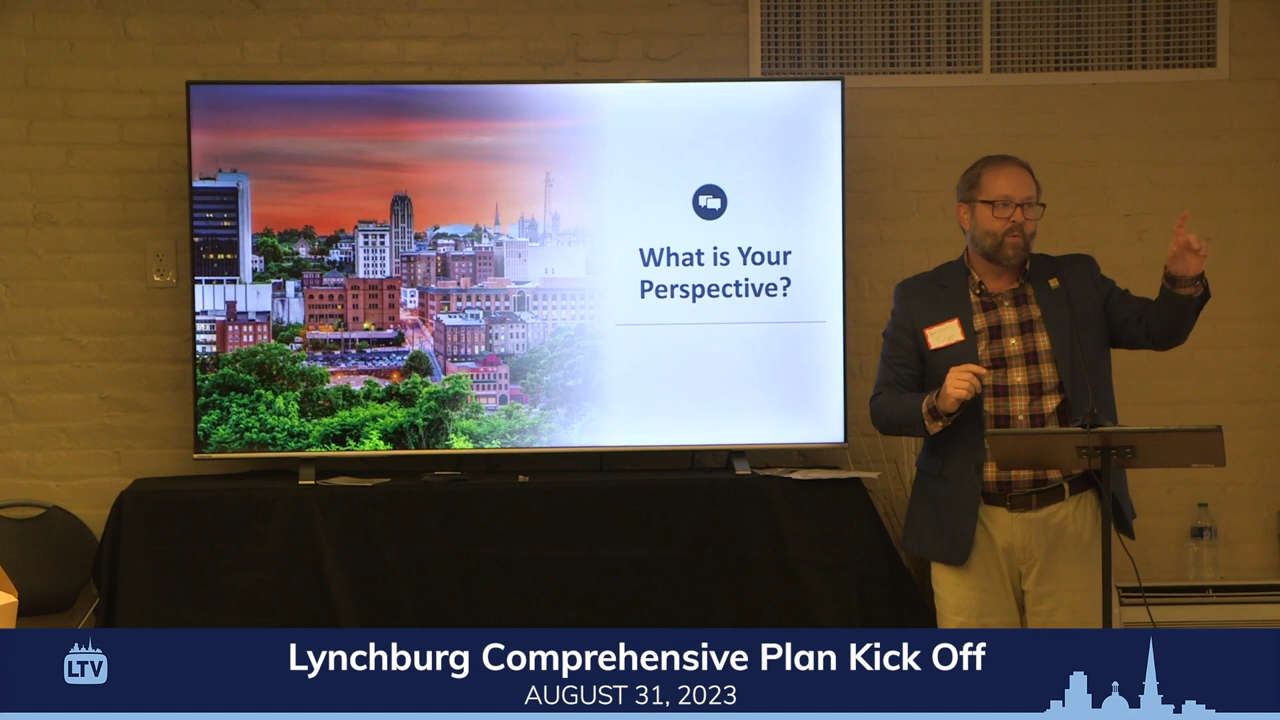 What is Your
Perspective?
LTV
Lynchburg Comprehensive Plan Kick Off
AUGUST 31, 2023